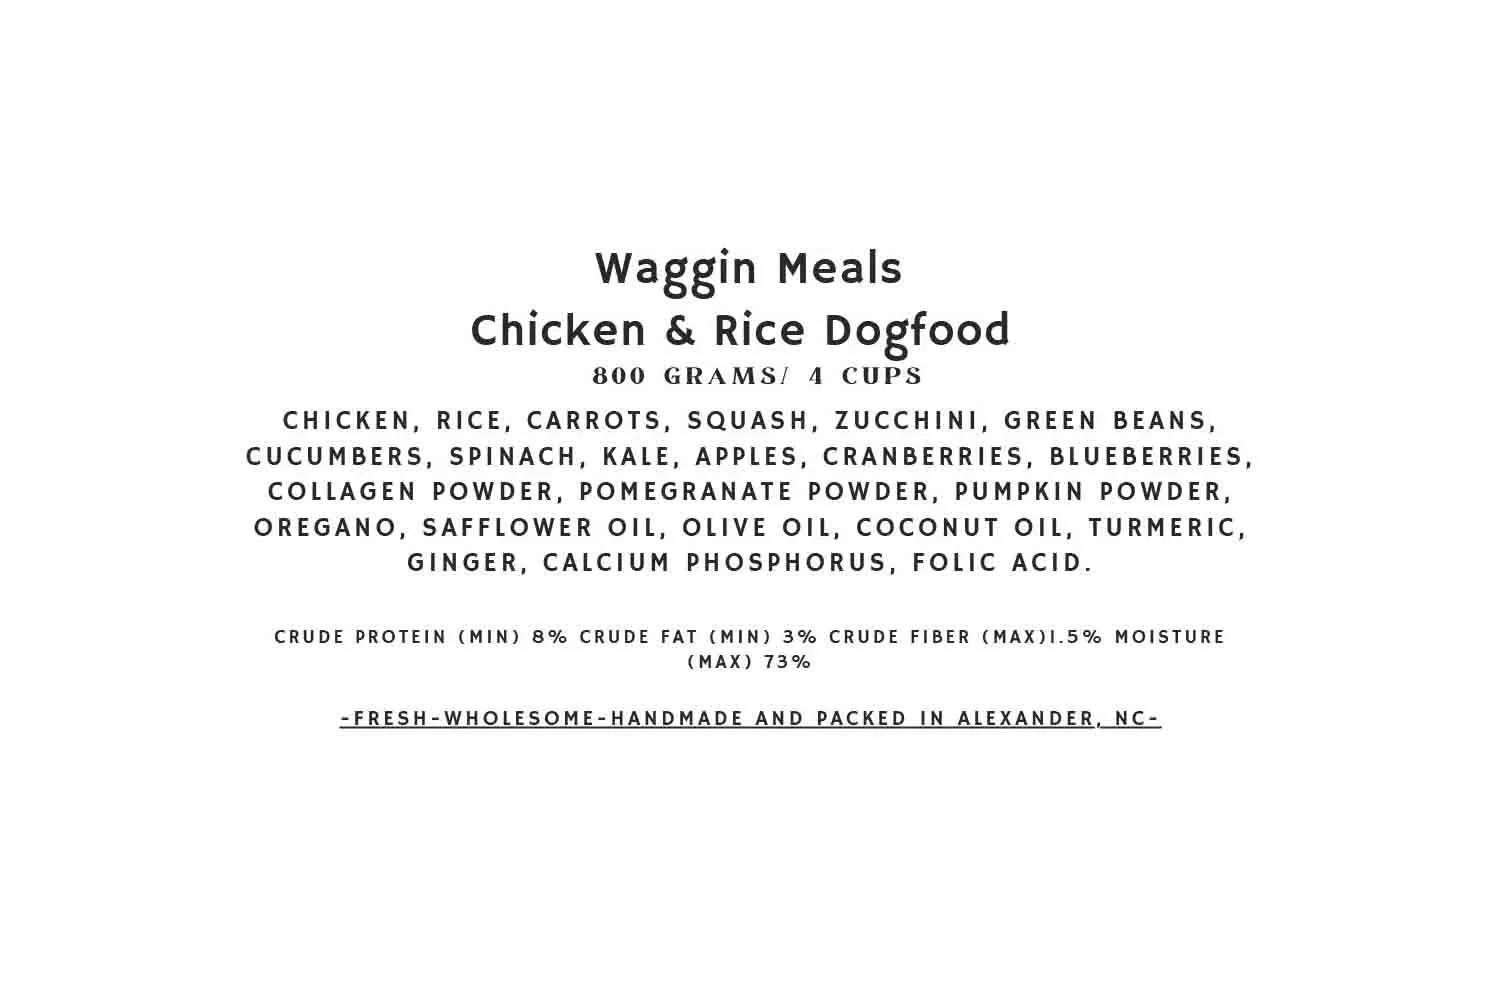 Waggin Meals
Chicken & Rice Dogfood
800 GRAMS/ 4 CUPS
CHICKEN, RICE, CARROTS, SQUASH, ZUCCHINI, GREEN BEANS,
CUCUMBERS, SPINACH, KALE, APPLES, CRANBERRIES, BLUEBERRIES,
COLLAGEN POWDER, POMEGRANATE POWDER, PUMPKIN POWDER,
OREGANO, SAFFLOWER OIL, OLIVE OIL, COCONUT OIL, TURMERIC,
GINGER, CALCIUM PHOSPHORUS, FOLIC ACID.
CRUDE PROTEIN (MIN) 8% CRUDE FAT (MIN) 3% CRUDE FIBER (MAX)1.5% MOISTURE
(MAX) 73%
-FRESH-WHOLESOME-HANDMADE AND PACKED IN ALEXANDER, NC-